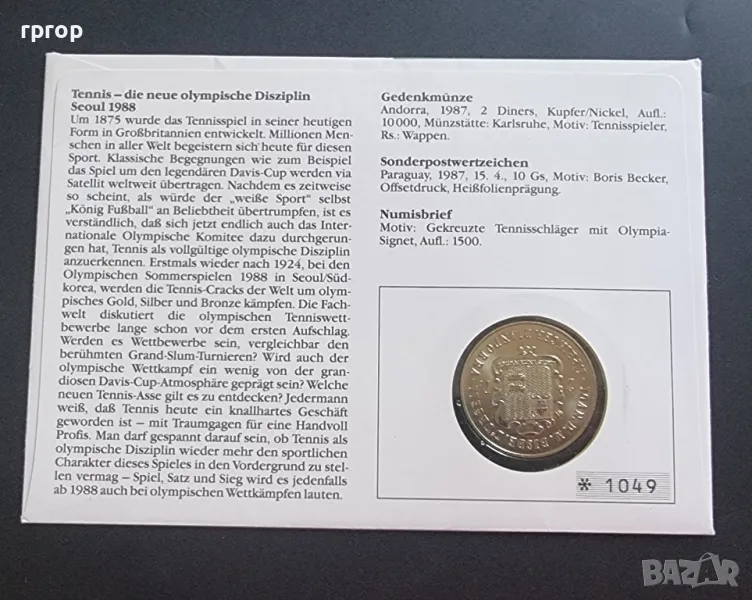 rprop
Tennis – die neue olympische Disziplin
Seoul 1988
Um 1875 wurde das Tennisspiel in seiner heutigen
Form in Großbritannien entwickelt. Millionen Men-
schen in aller Welt begeistern sich heute für diesen
Sport. Klassische Begegnungen wie zum Beispiel
das Spiel um den legendären Davis-Cup werden via
Satellit weltweit übertragen. Nachdem es zeitweise
so scheint, als würde der „weiße Sport“ selbst
„König Fußball“ an Beliebtheit übertrumpfen, ist es
verständlich, daß sich jetzt endlich auch das Inter-
nationale Olympische Komitee dazu durchgerun-
gen hat, Tennis als vollgültige olympische Disziplin
anzuerkennen. Erstmals wieder nach 1924, bei den
Olympischen Sommerspielen 1988 in Seoul/Süd-
korea, werden die Tennis-Cracks der Welt um olym-
pisches Gold, Silber und Bronze kämpfen. Die Fach-
welt diskutiert die olympischen Tenniswett-
bewerbe lange schon vor dem ersten Aufschlag.
Werden es Wettbewerbe sein, vergleichbar den
berühmten Grand-Slum-Turnieren? Wird auch der
olympische Wettkampf ein wenig von der gran-
diosen Davis-Cup-Atmosphäre geprägt sein? Welche
neuen Tennis-Asse gilt es zu entdecken? Jedermann
weiß, daß Tennis heute ein knallhartes Geschäft
geworden ist – mit Traumgagen für eine Handvoll
Profis. Man darf gespannt darauf sein, ob Tennis als
olympische Disziplin wieder mehr den sportlichen
Charakter dieses Spieles in den Vordergrund zu stel-
len vermag – Spiel, Satz und Sieg wird es jedenfalls
ab 1988 auch bei olympischen Wettkämpfen lauten.
Gedenkmünze
Andorra, 1987, 2 Diners, Kupfer/Nickel, Aufl.:
10000, Münzstätte: Karlsruhe, Motiv: Tennisspieler,
Rs.: Wappen.
Sonderpostwertzeichen
Paraguay, 1987, 15. 4., 10 Gs, Motiv: Boris Becker,
Offsetdruck, Heißfolienprägung.
Numisbrief
Motiv: Gekreuzte Tennisschläger mit Olympia-
Signet, Aufl.: 1500.
* 1049
BAZAR